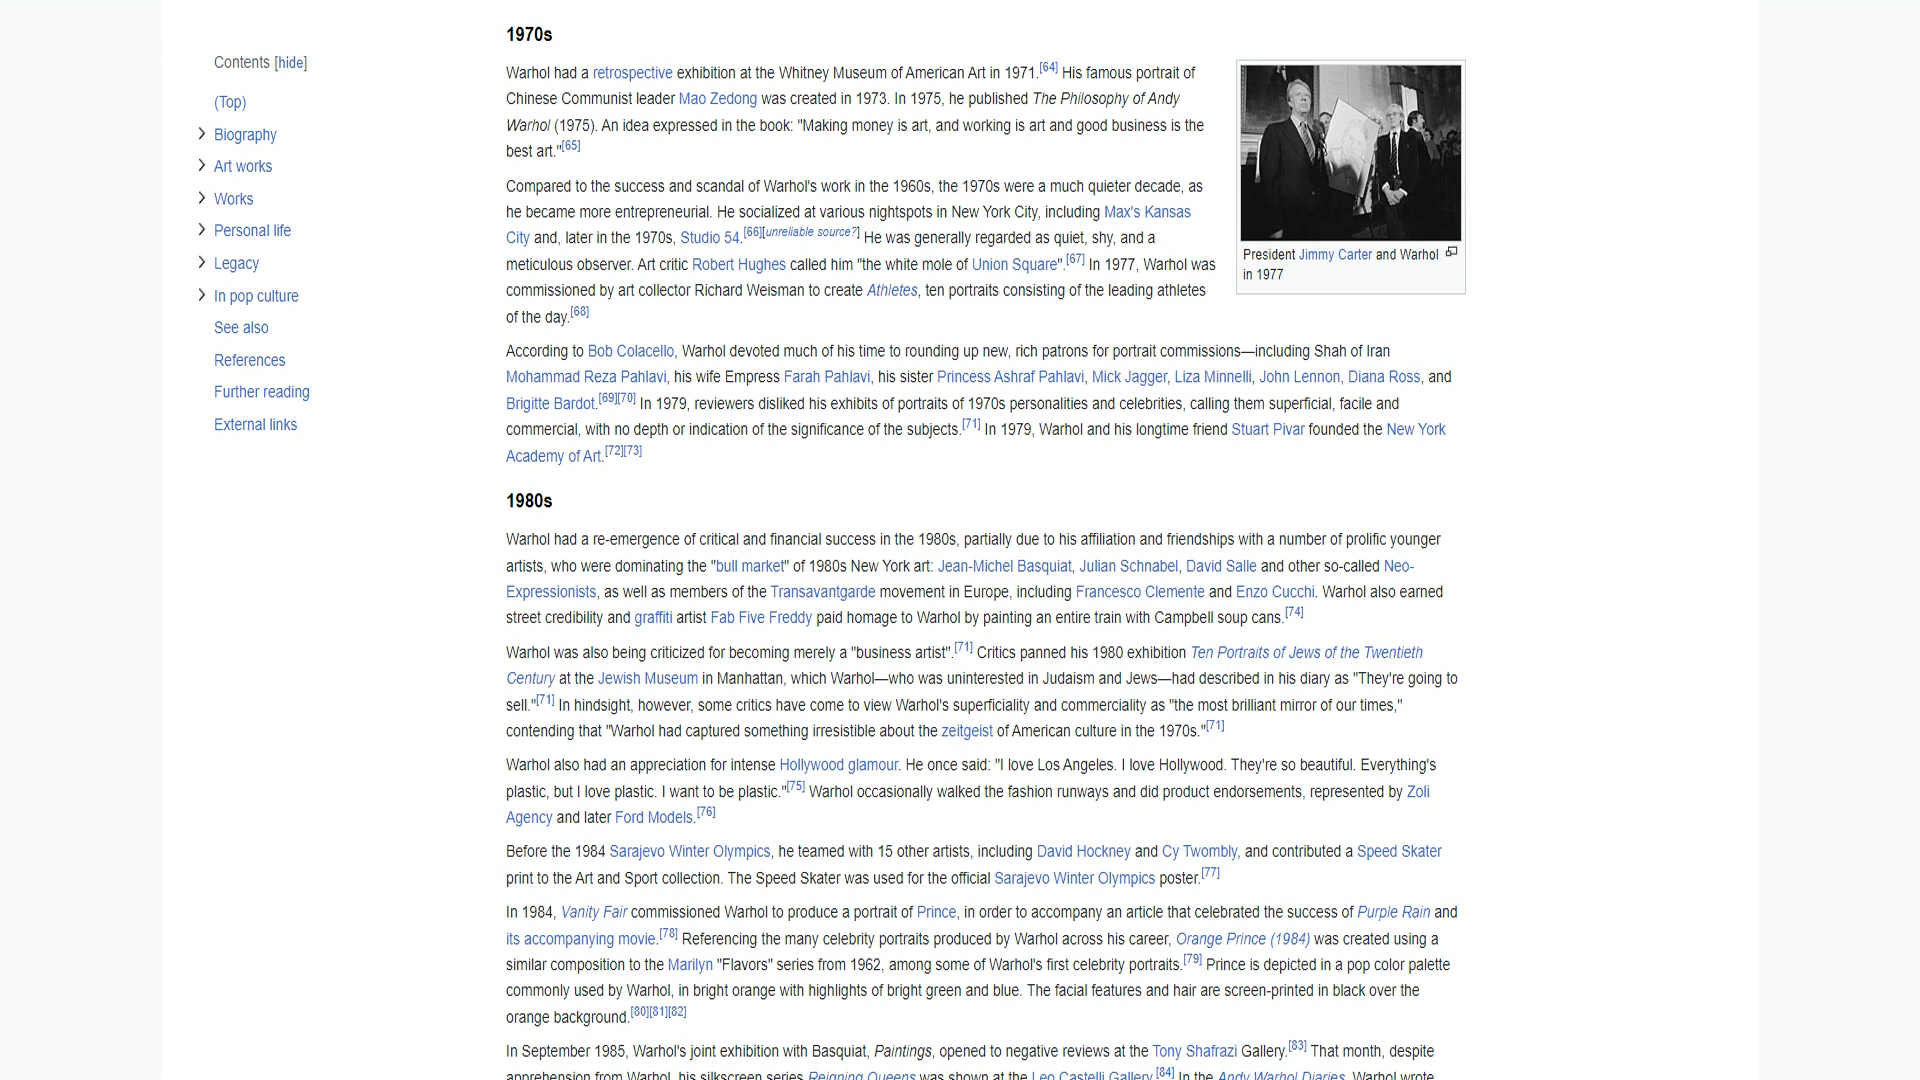 Contents [hide]
(Top)
Biography
Art works
Works
Personal life
Legacy
In pop culture
See also
References
Further reading
External links
1970s
Warhol had a retrospective exhibition at the Whitney Museum of American Art in 1971.[64] His famous portrait of
Chinese Communist leader Mao Zedong was created in 1973. In 1975, he published The Philosophy of Andy
Warhol (1975). An idea expressed in the book: "Making money is art, and working is art and good business is the
best art."[65]
Compared to the success and scandal of Warhol's work in the 1960s, the 1970s were a much quieter decade, as
he became more entrepreneurial. He socialized at various nightspots in New York City, including Max's Kansas
City and, later in the 1970s, Studio 54.[66][unreliable source?] He was generally regarded as quiet, shy, and a
meticulous observer. Art critic Robert Hughes called him "the white mole of Union Square".[67] In 1977, Warhol was
commissioned by art collector Richard Weisman to create Athletes, ten portraits consisting of the leading athletes
of the day.[68]
President Jimmy Carter and Warhol
in 1977
According to Bob Colacello, Warhol devoted much of his time to rounding up new, rich patrons for portrait commissions—including Shah of Iran
Mohammad Reza Pahlavi, his wife Empress Farah Pahlavi, his sister Princess Ashraf Pahlavi, Mick Jagger, Liza Minnelli, John Lennon, Diana Ross, and
Brigitte Bardot.[69][70] In 1979, reviewers disliked his exhibits of portraits of 1970s personalities and celebrities, calling them superficial, facile and
commercial, with no depth or indication of the significance of the subjects.[71] In 1979, Warhol and his longtime friend Stuart Pivar founded the New York
Academy of Art.[72][73]
1980s
Warhol had a re-emergence of critical and financial success in the 1980s, partially due to his affiliation and friendships with a number of prolific younger
artists, who were dominating the "bull market" of 1980s New York art: Jean-Michel Basquiat, Julian Schnabel, David Salle and other so-called Neo-
Expressionists, as well as members of the Transavantgarde movement in Europe, including Francesco Clemente and Enzo Cucchi. Warhol also earned
street credibility and graffiti artist Fab Five Freddy paid homage to Warhol by painting an entire train with Campbell soup cans.[74]
Warhol was also being criticized for becoming merely a "business artist".[71] Critics panned his 1980 exhibition Ten Portraits of Jews of the Twentieth
Century at the Jewish Museum in Manhattan, which Warhol—who was uninterested in Judaism and Jews—had described in his diary as "They're going to
sell."[71] In hindsight, however, some critics have come to view Warhol's superficiality and commerciality as "the most brilliant mirror of our times,"
contending that "Warhol had captured something irresistible about the zeitgeist of American culture in the 1970s."[71]
Warhol also had an appreciation for intense Hollywood glamour. He once said: "I love Los Angeles. I love Hollywood. They're so beautiful. Everything's
plastic, but I love plastic. I want to be plastic."[75] Warhol occasionally walked the fashion runways and did product endorsements, represented by Zoli
Agency and later Ford Models.[76]
Before the 1984 Sarajevo Winter Olympics, he teamed with 15 other artists, including David Hockney and Cy Twombly, and contributed a Speed Skater
print to the Art and Sport collection. The Speed Skater was used for the official Sarajevo Winter Olympics poster.[77]
In 1984, Vanity Fair commissioned Warhol to produce a portrait of Prince, in order to accompany an article that celebrated the success of Purple Rain and
its accompanying movie.[78] Referencing the many celebrity portraits produced by Warhol across his career, Orange Prince (1984) was created using a
similar composition to the Marilyn "Flavors" series from 1962, among some of Warhol's first celebrity portraits.[79] Prince is depicted in a pop color palette
commonly used by Warhol, in bright orange with highlights of bright green and blue. The facial features and hair are screen-printed in black over the
orange background.[80][81][82]
In September 1985, Warhol's joint exhibition with Basquiat, Paintings, opened to negative reviews at the Tony Shafrazi Gallery.[83] That month, despite
apprehension from Warhol, his silkscreen series Reigning Queens was shown at the Leo Castelli Gallery.[84] In the Andy Warhol Diaries, Warhol wrote